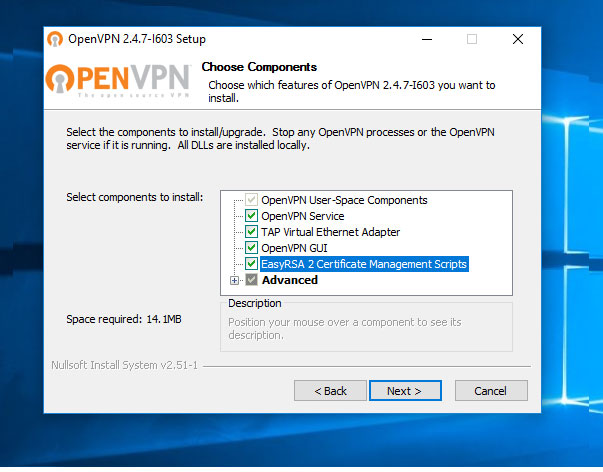 OpenVPN 2.4.7-I603 Setup
OPENVPN
The open source VPN
Choose Components
Choose which features of OpenVPN 2.4.7-I603 you want to
install.
Select the components to install/upgrade. Stop any OpenVPN processes or the OpenVPN
service if it is running. All DLLs are installed locally.
Select components to install:
OpenVPN User-Space Components
OpenVPN Service
TAP Virtual Ethernet Adapter
OpenVPN GUI
EasyRSA 2 Certificate Management Scripts
Advanced
Space required: 14.1MB
Description
Position your mouse over a component to see its
description.
Nullsoft Install System v2.51-1
< Back
Next >
Cancel